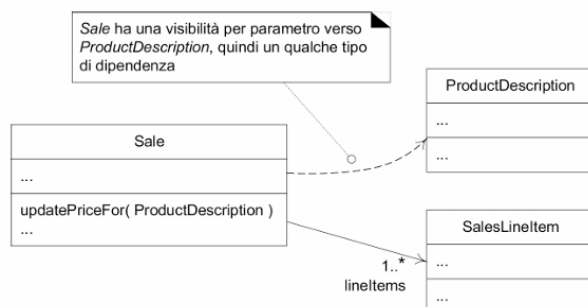 Sale ha una visibilità per parametro verso
ProductDescription, quindi un qualche tipo
di dipendenza
ProductDescription
...
...
Sale
...
updatePriceFor( ProductDescription )
...
SalesLineItem
...
...
1..*
lineItems